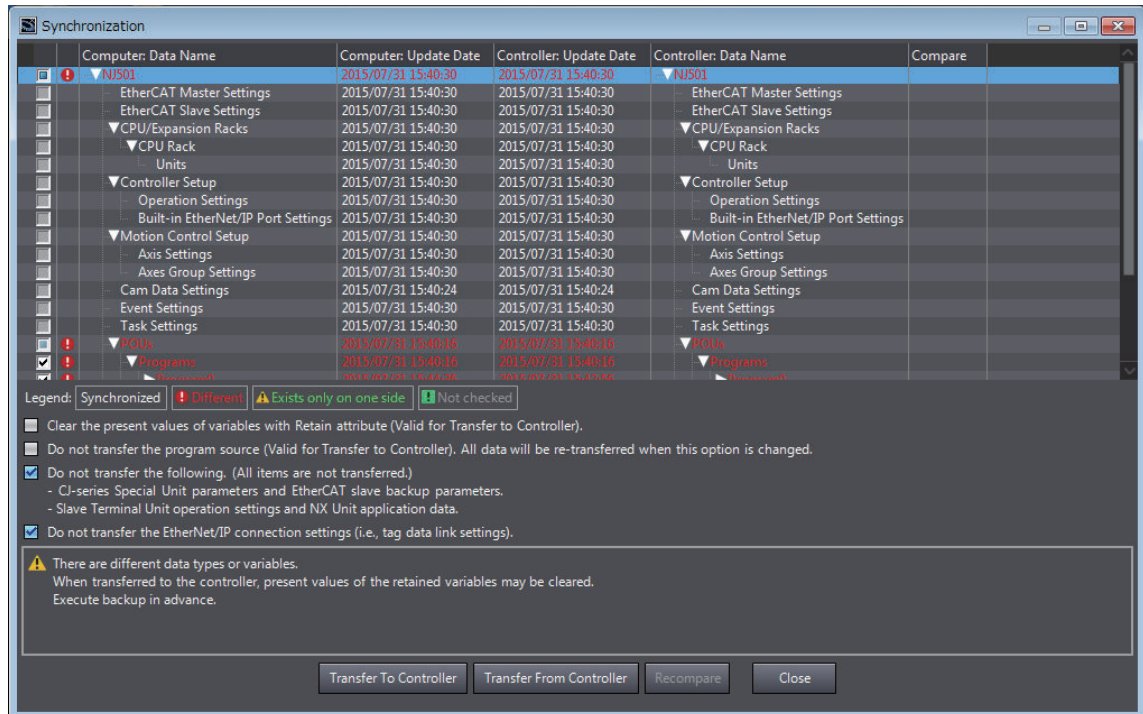 Synchronization
Computer: Data Name Computer: Update Date Controller: Update Date Controller: Data Name Compare
NJ501 2015/07/31 15:40:30 2015/07/31 15:40:30 NJ501
EtherCAT Master Settings 2015/07/31 15:40:30 2015/07/31 15:40:30 EtherCAT Master Settings
EtherCAT Slave Settings 2015/07/31 15:40:30 2015/07/31 15:40:30 EtherCAT Slave Settings
CPU/Expansion Racks 2015/07/31 15:40:30 2015/07/31 15:40:30 CPU/Expansion Racks
CPU Rack 2015/07/31 15:40:30 2015/07/31 15:40:30 CPU Rack
Units 2015/07/31 15:40:30 2015/07/31 15:40:30 Units
Controller Setup 2015/07/31 15:40:30 2015/07/31 15:40:30 Controller Setup
Operation Settings 2015/07/31 15:40:30 2015/07/31 15:40:30 Operation Settings
Built-in EtherNet/IP Port Settings 2015/07/31 15:40:30 2015/07/31 15:40:30 Built-in EtherNet/IP Port Settings
Motion Control Setup 2015/07/31 15:40:30 2015/07/31 15:40:30 Motion Control Setup
Axis Settings 2015/07/31 15:40:30 2015/07/31 15:40:30 Axis Settings
Axes Group Settings 2015/07/31 15:40:30 2015/07/31 15:40:30 Axes Group Settings
Cam Data Settings 2015/07/31 15:40:24 2015/07/31 15:40:24 Cam Data Settings
Event Settings 2015/07/31 15:40:30 2015/07/31 15:40:30 Event Settings
Task Settings 2015/07/31 15:40:30 2015/07/31 15:40:30 Task Settings
POUs 2015/07/31 15:40:16 2015/07/31 15:40:16 POUs
Programs 2015/07/31 15:40:16 2015/07/31 15:40:16 Programs
Legend: Synchronized Different Exists only on one side Not checked
Clear the present values of variables with Retain attribute (Valid for Transfer to Controller).
Do not transfer the program source (Valid for Transfer to Controller). All data will be re-transferred when this option is changed.
Do not transfer the following. (All items are not transferred.)
- CJ-series Special Unit parameters and EtherCAT slave backup parameters.
- Slave Terminal Unit operation settings and NX Unit application data.
Do not transfer the EtherNet/IP connection settings (i.e., tag data link settings).
There are different data types or variables.
When transferred to the controller, present values of the retained variables may be cleared.
Execute backup in advance.
Transfer To Controller Transfer From Controller Recompare Close